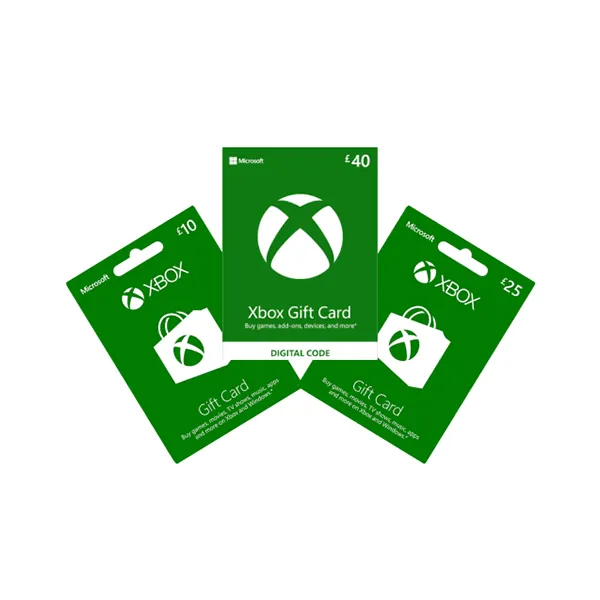 Microsoft
£10
XBOX
Gift Card
Buy games, movies, TV shows, music, apps
and more on Xbox and Windows.*
Microsoft
£40
Xbox Gift Card
Buy games, add-ons, devices, and more*
DIGITAL CODE
Microsoft
£25
XBOX
Gift Card
Buy games, movies, TV shows, music, apps
and more on Xbox and Windows.*